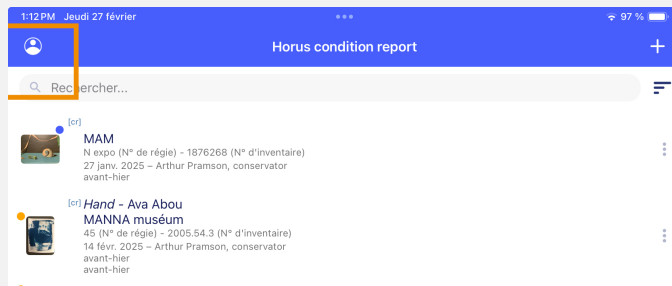 1:12 PM Jeudi 27 février
97 %
Horus condition report
Rechercher...
[cr]
MAM
N expo (N° de régie) - 1876268 (N° d'inventaire)
27 janv. 2025 – Arthur Pramson, conservator
avant-hier
[cr] Hand - Ava Abou
MANNA muséum
45 (N° de régie) - 2005.54.3 (N° d'inventaire)
14 févr. 2025 – Arthur Pramson, conservator
avant-hier
avant-hier